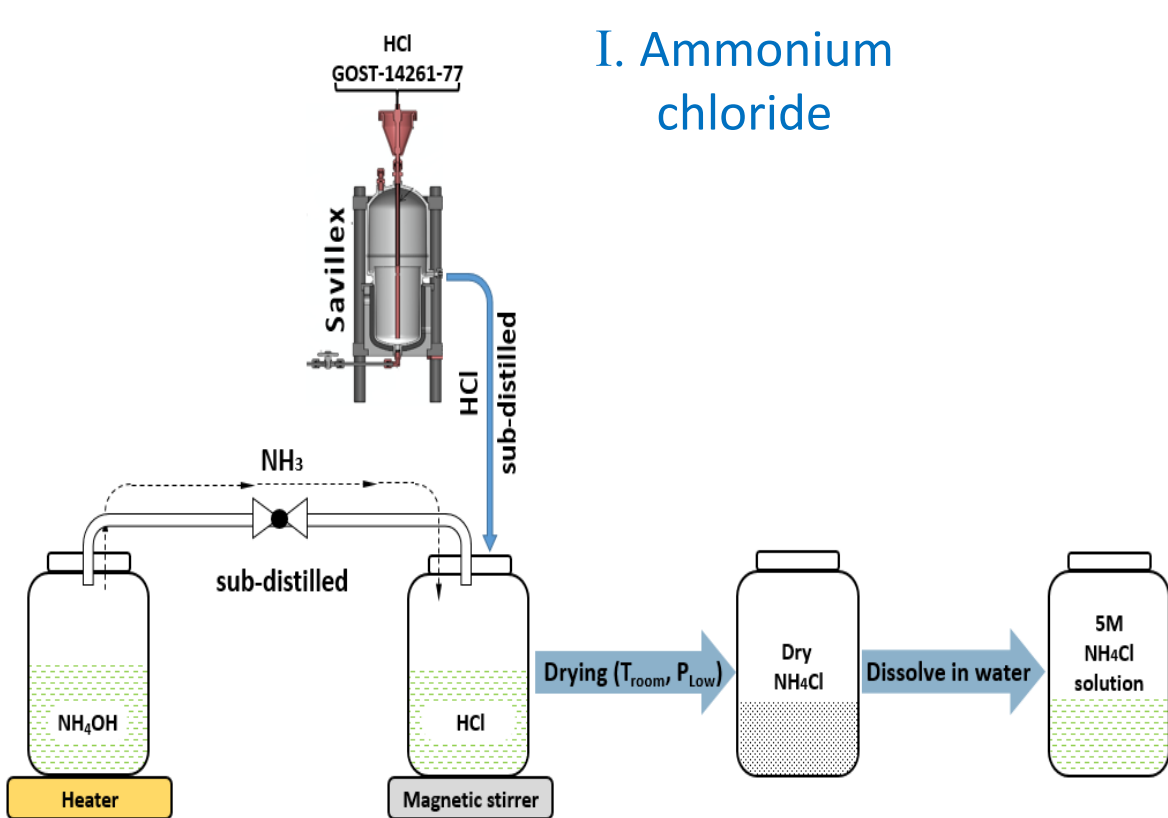 HCl
GOST-14261-77
I. Ammonium
chloride
Savillex
HCl
sub-distilled
NH₃
sub-distilled
NH₄OH
HCl
Drying (Tᵣₒₒₘ, P_Low)
Dry
NH₄Cl
Dissolve in water
5M
NH₄Cl
solution
Heater
Magnetic stirrer